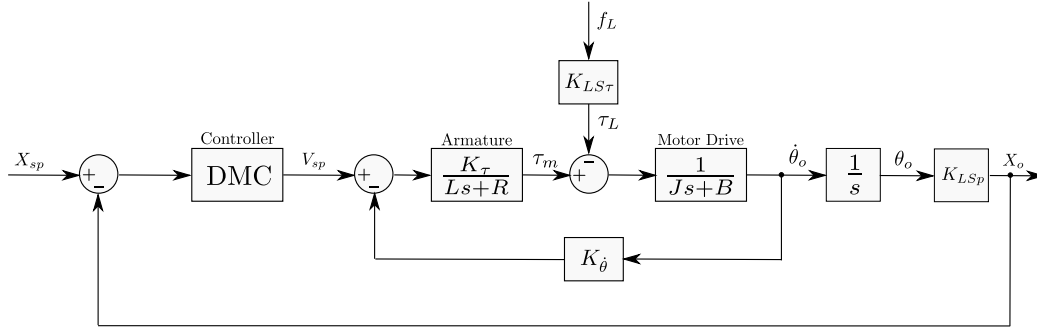 f_L
K_{LSτ}
τ_L
Controller
Armature
Motor Drive
X_{sp}
+
-
DMC
V_{sp}
+
-
K_τ
Ls+R
τ_m
-
+
1
Js+B
θ̇_o
1
s
θ_o
K_{LSp}
X_o
K_{θ̇}